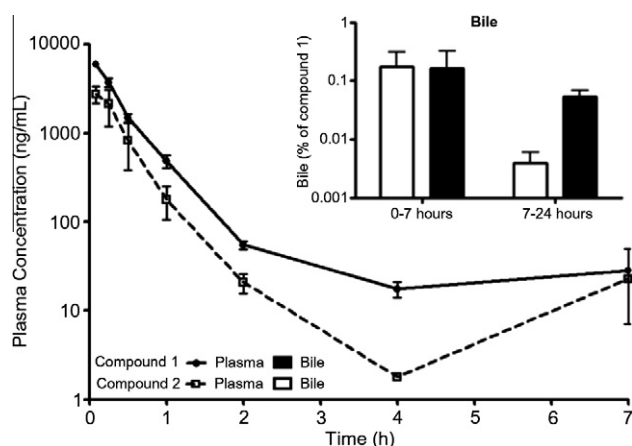 Bile
1
0.1
0.01
0.001
Bile (% of compound 1)
0-7 hours
7-24 hours
10000
1000
100
10
1
Plasma Concentration (ng/mL)
Compound 1 Plasma Bile
Compound 2 Plasma Bile
0
1
2
3
4
5
6
7
Time (h)